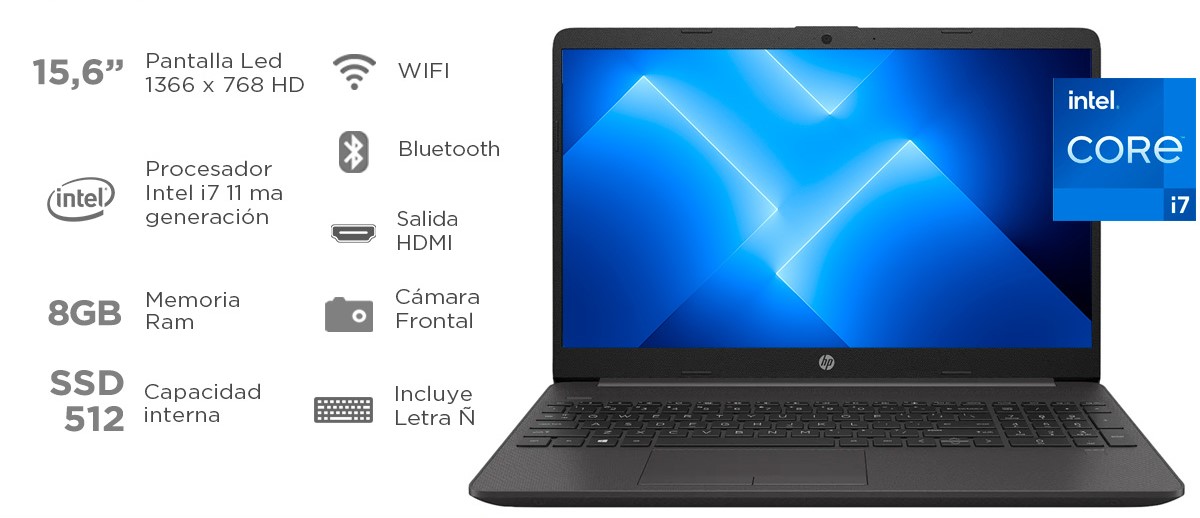 15,6”
Pantalla Led
1366 x 768 HD
intel
Procesador
Intel i7 11 ma
generación
8GB
Memoria
Ram
SSD
512
Capacidad
interna
WIFI
Bluetooth
Salida
HDMI
Cámara
Frontal
Incluye
Letra Ñ
hp
intel.
CORE
i7